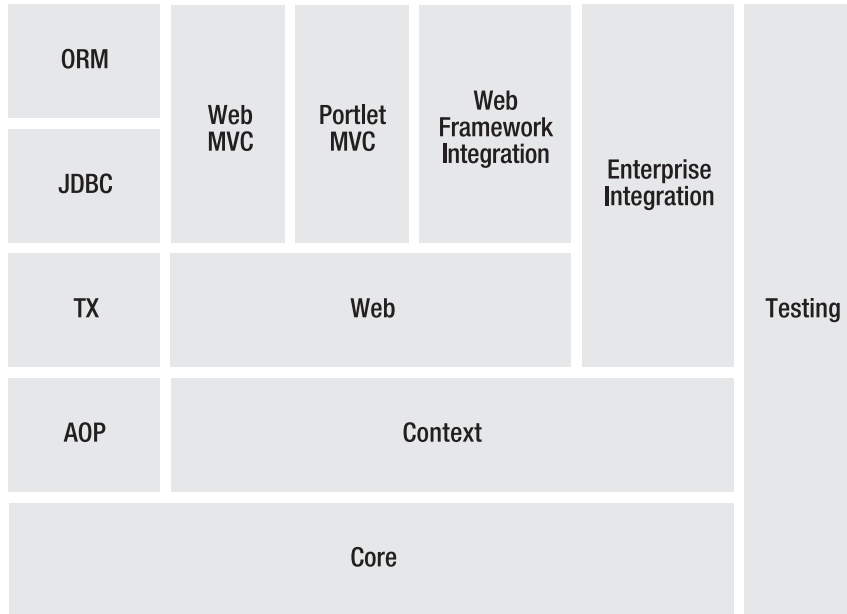 ORM
Web
MVC
Portlet
MVC
Web
Framework
Integration
JDBC
Enterprise
Integration
TX
Web
Testing
AOP
Context
Core